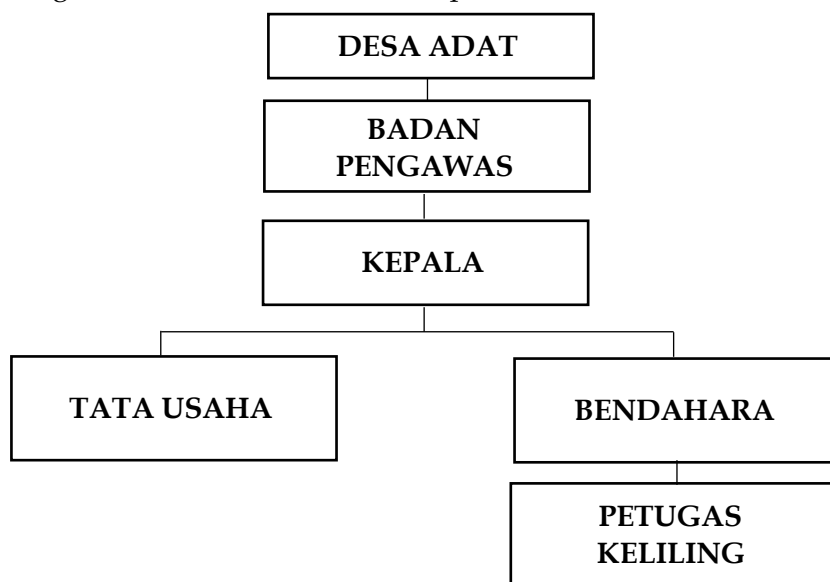 DESA ADAT
BADAN
PENGAWAS
KEPALA
TATA USAHA
BENDAHARA
PETUGAS
KELILING